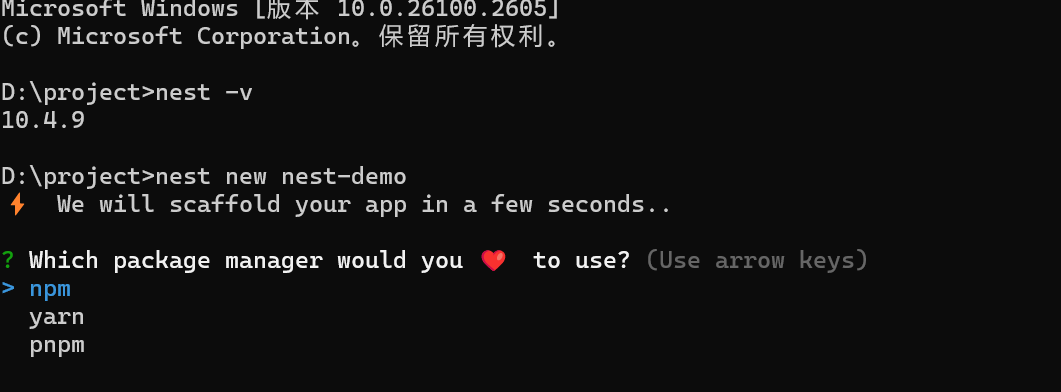 Microsoft Windows [版本 10.0.26100.2605]
(c) Microsoft Corporation。保留所有权利。
D:\project>nest -v
10.4.9
D:\project>nest new nest-demo
⚡  We will scaffold your app in a few seconds..
? Which package manager would you ❤️  to use? (Use arrow keys)
> npm
  yarn
  pnpm